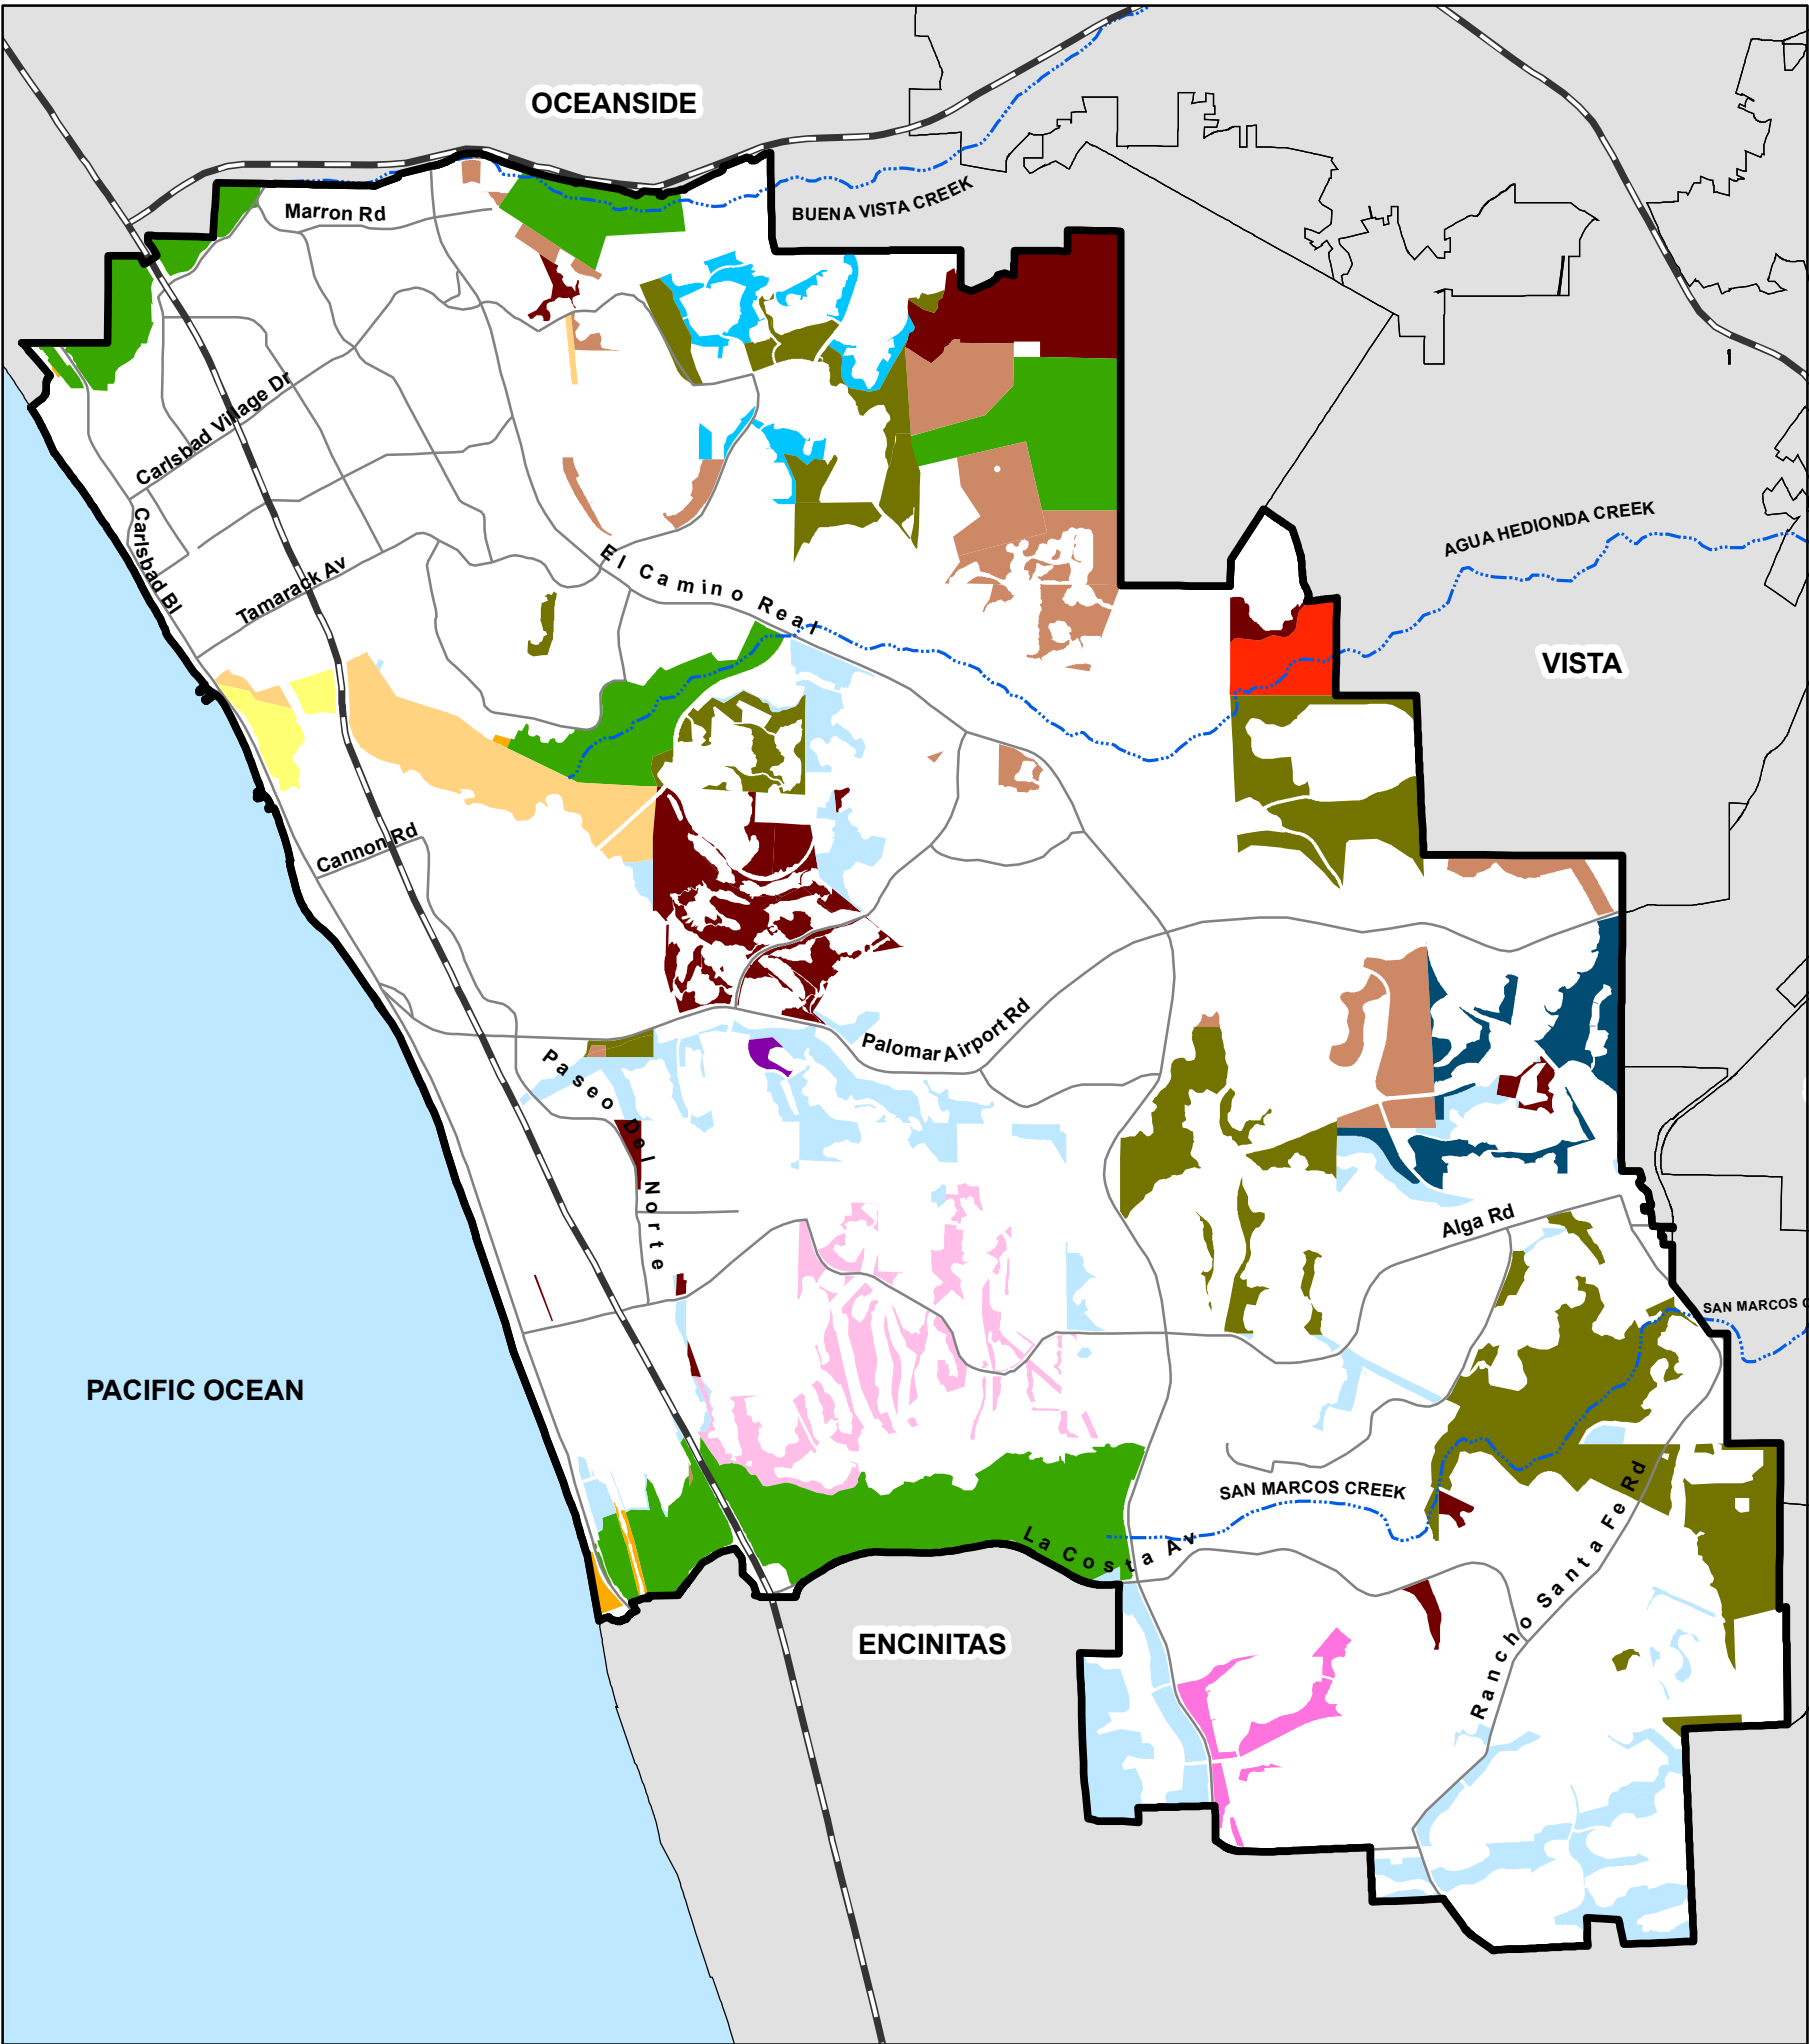 OCEANSIDE
BUENA VISTA CREEK
Marron Rd
Carlsbad Village Dr
Carlsbad Bl
Tamarack Av
El Camino Real
AGUA HEDIONDA CREEK
VISTA
Cannon Rd
Palomar Airport Rd
Paseo Del Norte
Alga Rd
SAN MARCOS C
PACIFIC OCEAN
SAN MARCOS CREEK
La Costa Av
Rancho Santa Fe Rd
ENCINITAS